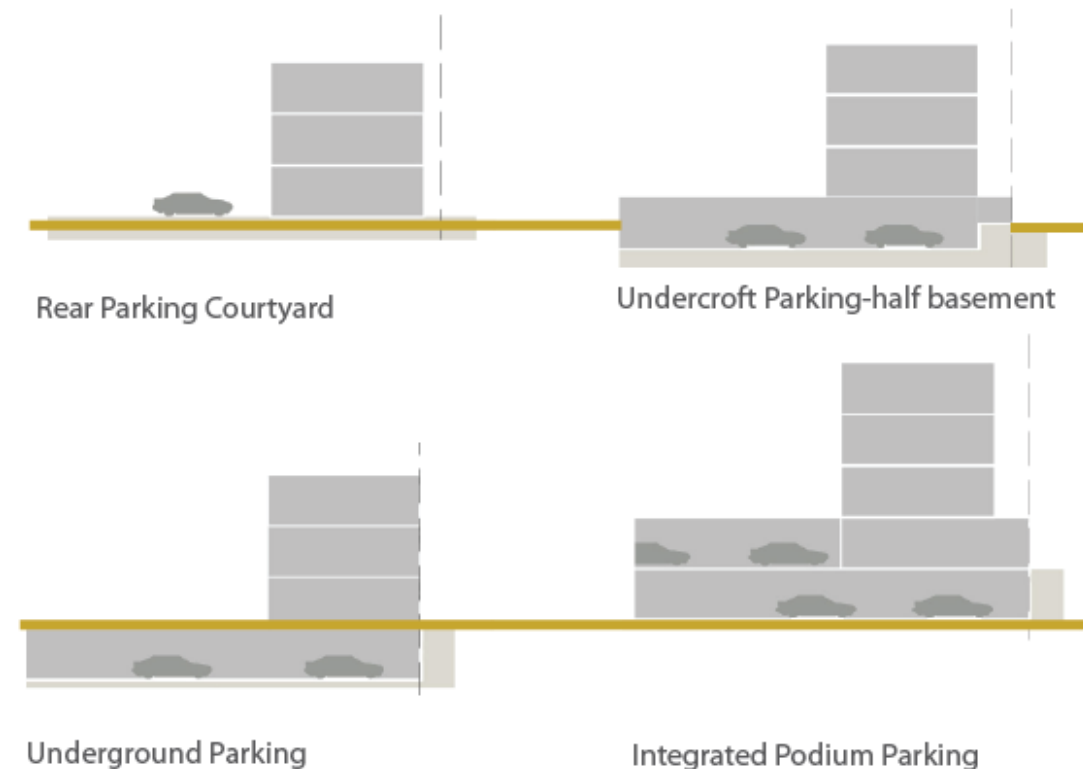 Rear Parking Courtyard
Undercroft Parking-half basement
Underground Parking
Integrated Podium Parking